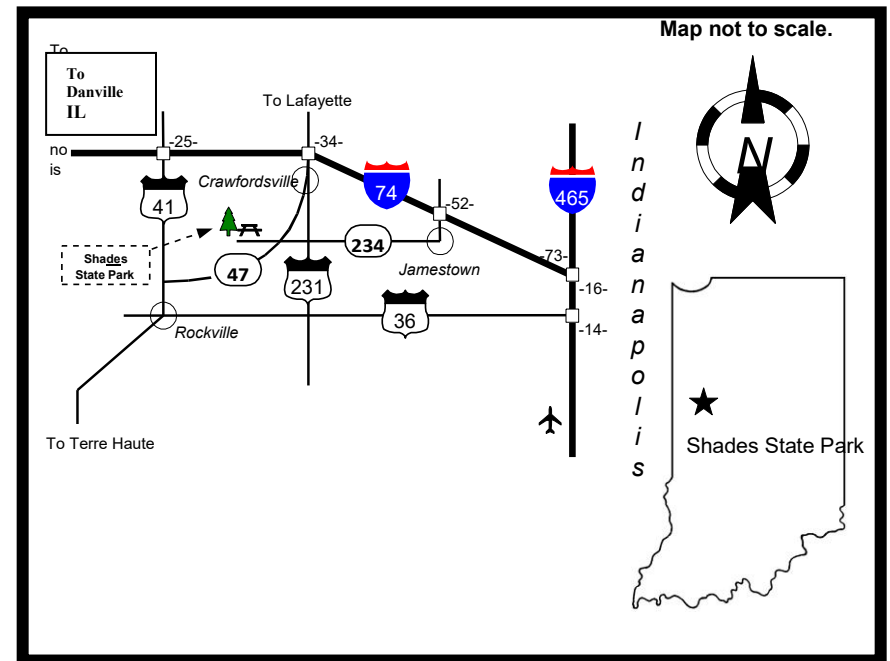 Map not to scale.
To
To
Danville
IL
no
is
To Lafayette
-25-
-34-
Crawfordsville
41
74
-52-
465
N
Shades
State Park
47
234
Jamestown
231
-73-
-16-
36
-14-
Rockville
To Terre Haute
Indianapolis
Shades State Park